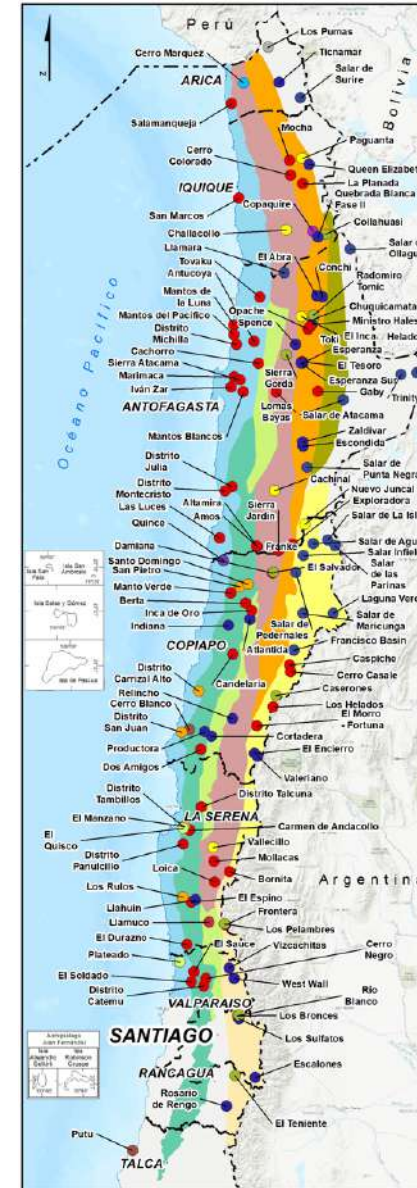 Perú
Los Pumas
Cerro Marquez
Ticnamar
ARICA
Salar de
Surire
Bolivia
Salamanqueja
Mocha
Cerro
Colorado
Paguanta
Queen Elizabeth
IQUIQUE
La Planada
Quebrada Blanca
Fase II
San Marcos
Copaquire
Challacollo
Collahuasi
Llamara
Salar de
Ollague
El Abra
Conchi
Tovaku
Antucoya
Radomiro
Tomic
Mantos de
la Luna
Opache
Chuquicamata
Mantos del Pacífico
Spence
Ministro Hales
Distrito
Michilla
El Inca
Toki
Esperanza
Cachorro
El Tesoro
Sierra Atacama
Sierra
Gorda
Esperanza Sur
Marimaca
Gaby
Trinity
Iván Zar
Lomas
Bayas
Salar de Atacama
ANTOFAGASTA
Océano Pacífico
Mantos Blancos
Zaldivar
Escondida
Distrito
Julia
Salar de
Punta Negra
Distrito
Montecristo
Cachinal
Nuevo Juncal
Exploradora
Altamira
Sierra
Jardin
Las Luces
Amos
Salar de La Isla
Quince
Franke
Damiana
Santo Domingo
El Salvador
San Pietro
Salar
de las
Parinas
Manto Verde
Berta
Laguna Verde
Inca de Oro
Salar de
Pedernales
Salar de
Maricunga
Indiana
Francisco Basin
COPIAPO
Atlantida
Caspiche
Candelaria
Cerro Casale
Distrito
Carrizal Alto
Caserones
Relincho
Los Helados
Cerro Blanco
El Morro
- Fortuna
Distrito
San Juan
Cortadera
Productora
El Encierro
Dos Amigos
Valeriano
Distrito
Tambillos
Distrito Talcuna
LA SERENA
El Manzano
Carmen de Andacollo
El
Quisco
Vallecillo
Distrito
Panulcillo
Mollacas
Loica
Bornita
Argentina
Los Rulos
El Espino
Llahuin
Frontera
Llamuco
Los Pelambres
El Durazno
El Sauce
Vizcachitas
Plateado
Cerro
Negro
El Soldado
West Wall
Distrito
Catemu
Río
Blanco
VALPARAISO
Los Bronces
SANTIAGO
Los Sulfatos
RANCAGUA
Escalones
Rosario
de Rengo
El Teniente
Putu
TALCA